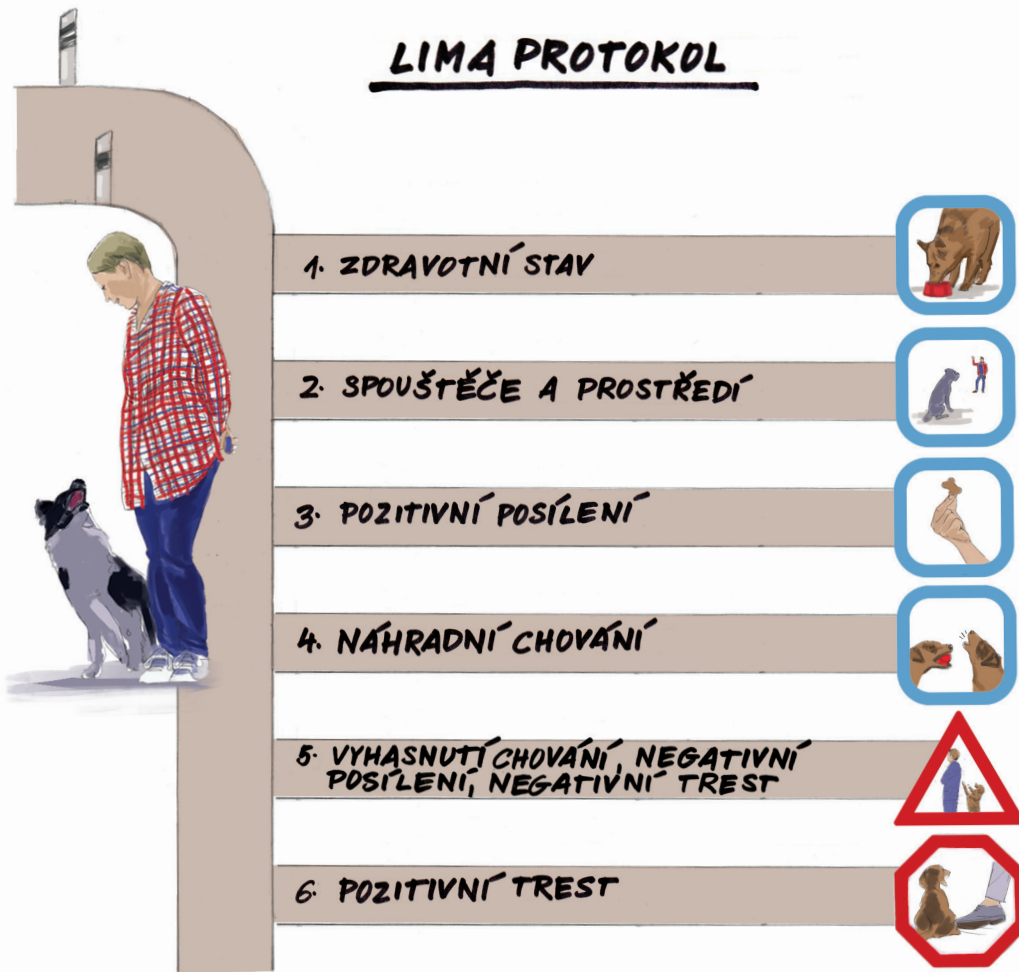 LIMA PROTOKOL
1. ZDRAVOTNÍ STAV
2. SPOUŠTĚČE A PROSTŘEDÍ
3. POZITIVNÍ POSÍLENÍ
4. NÁHRADNÍ CHOVÁNÍ
5. VYHASNUTÍ CHOVÁNÍ, NEGATIVNÍ
POSÍLENÍ, NEGATIVNÍ TREST
6. POZITIVNÍ TREST